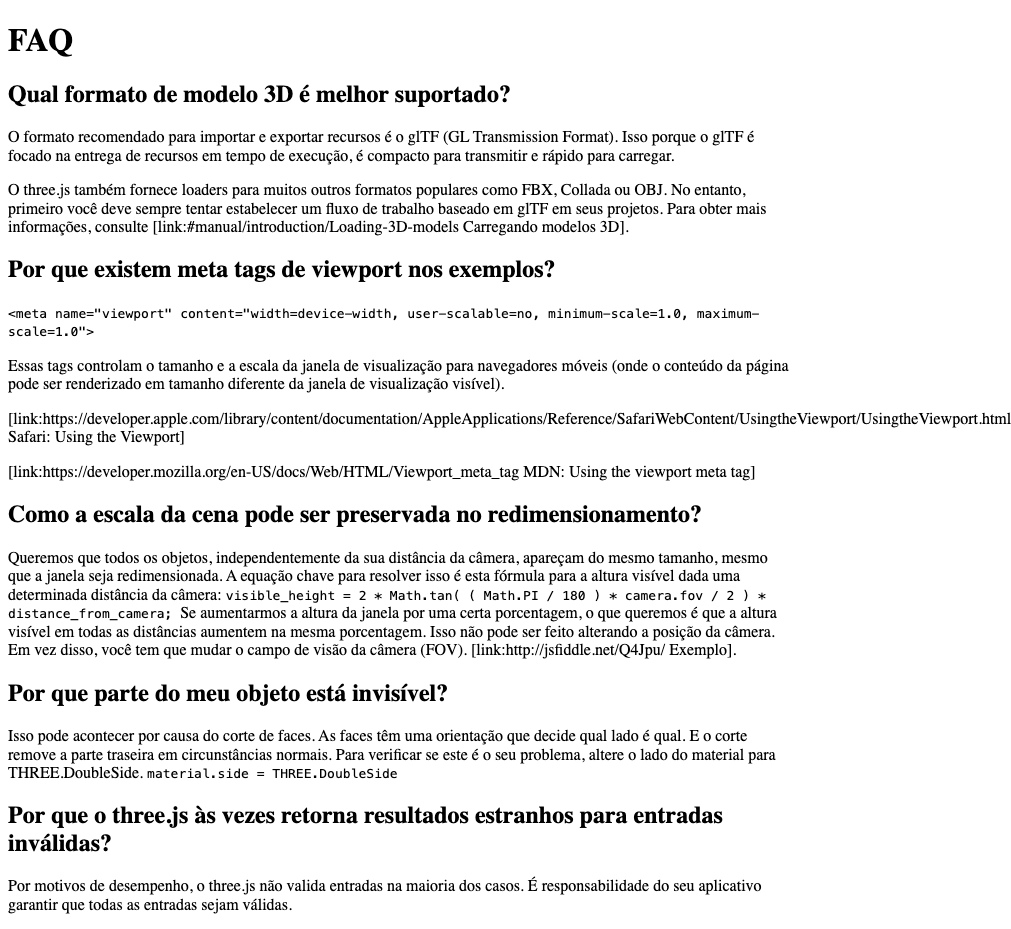 FAQ
Qual formato de modelo 3D é melhor suportado?
O formato recomendado para importar e exportar recursos é o glTF (GL Transmission Format). Isso porque o glTF é
focado na entrega de recursos em tempo de execução, é compacto para transmitir e rápido para carregar.
O three.js também fornece loaders para muitos outros formatos populares como FBX, Collada ou OBJ. No entanto,
primeiro você deve sempre tentar estabelecer um fluxo de trabalho baseado em glTF em seus projetos. Para obter mais
informações, consulte [link:#manual/introduction/Loading-3D-models Carregando modelos 3D].
Por que existem meta tags de viewport nos exemplos?
<meta name="viewport" content="width=device-width, user-scalable=no, minimum-scale=1.0, maximum-
scale=1.0">
Essas tags controlam o tamanho e a escala da janela de visualização para navegadores móveis (onde o conteúdo da página
pode ser renderizado em tamanho diferente da janela de visualização visível).
[link:https://developer.apple.com/library/content/documentation/AppleApplications/Reference/SafariWebContent/UsingtheViewport/UsingtheViewport.html
Safari: Using the Viewport]
[link:https://developer.mozilla.org/en-US/docs/Web/HTML/Viewport_meta_tag MDN: Using the viewport meta tag]
Como a escala da cena pode ser preservada no redimensionamento?
Queremos que todos os objetos, independentemente da sua distância da câmera, apareçam do mesmo tamanho, mesmo
que a janela seja redimensionada. A equação chave para resolver isso é esta fórmula para a altura visível dada uma
determinada distância da câmera: visible_height = 2 * Math.tan( ( Math.PI / 180 ) * camera.fov / 2 ) *
distance_from_camera; Se aumentarmos a altura da janela por uma certa porcentagem, o que queremos é que a altura
visível em todas as distâncias aumentem na mesma porcentagem. Isso não pode ser feito alterando a posição da câmera.
Em vez disso, você tem que mudar o campo de visão da câmera (FOV). [link:http://jsfiddle.net/Q4Jpu/ Exemplo].
Por que parte do meu objeto está invisível?
Isso pode acontecer por causa do corte de faces. As faces têm uma orientação que decide qual lado é qual. E o corte
remove a parte traseira em circunstâncias normais. Para verificar se este é o seu problema, altere o lado do material para
THREE.DoubleSide. material.side = THREE.DoubleSide
Por que o three.js às vezes retorna resultados estranhos para entradas
inválidas?
Por motivos de desempenho, o three.js não valida entradas na maioria dos casos. É responsabilidade do seu aplicativo
garantir que todas as entradas sejam válidas.